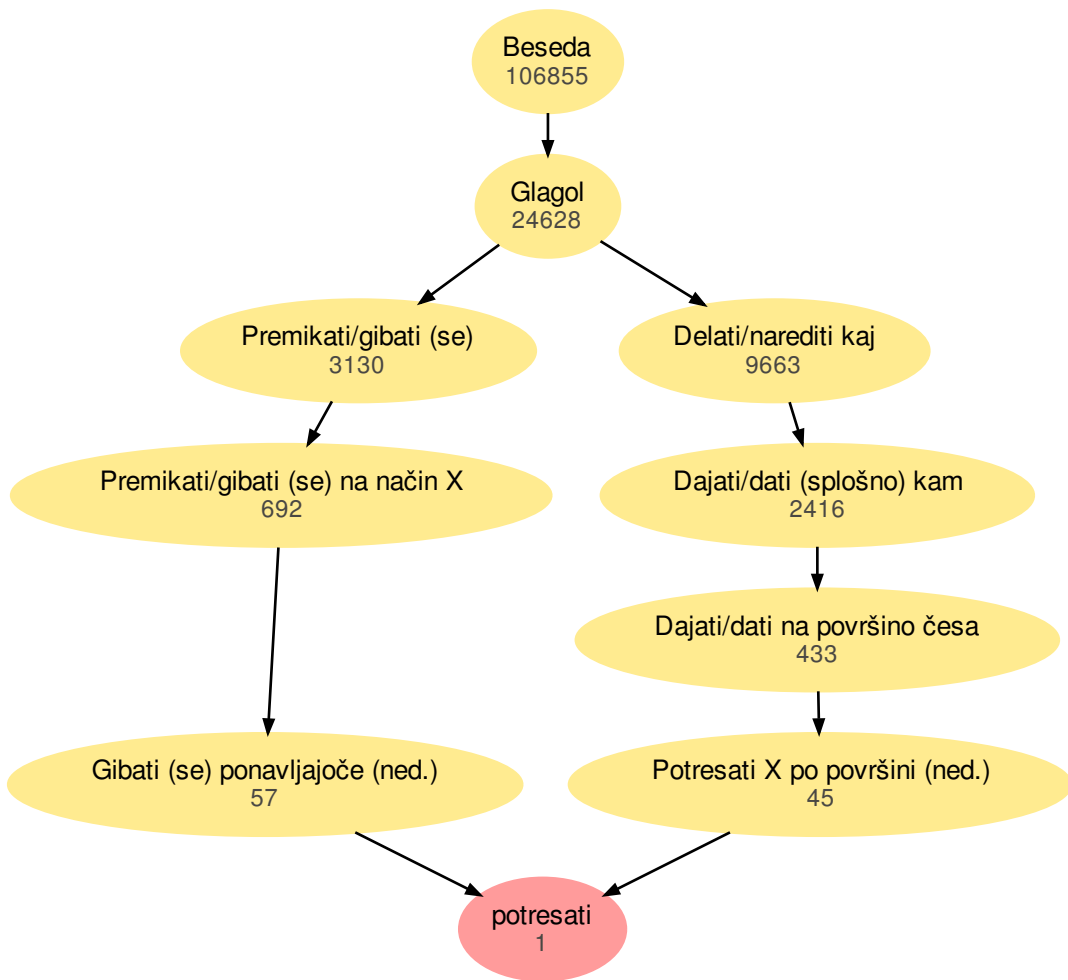 Beseda
106855
Glagol
24628
Premikati/gibati (se)
3130
Delati/narediti kaj
9663
Premikati/gibati (se) na način X
692
Dajati/dati (splošno) kam
2416
Dajati/dati na površino česa
433
Gibati (se) ponavljajoče (ned.)
57
Potresati X po površini (ned.)
45
potresati
1